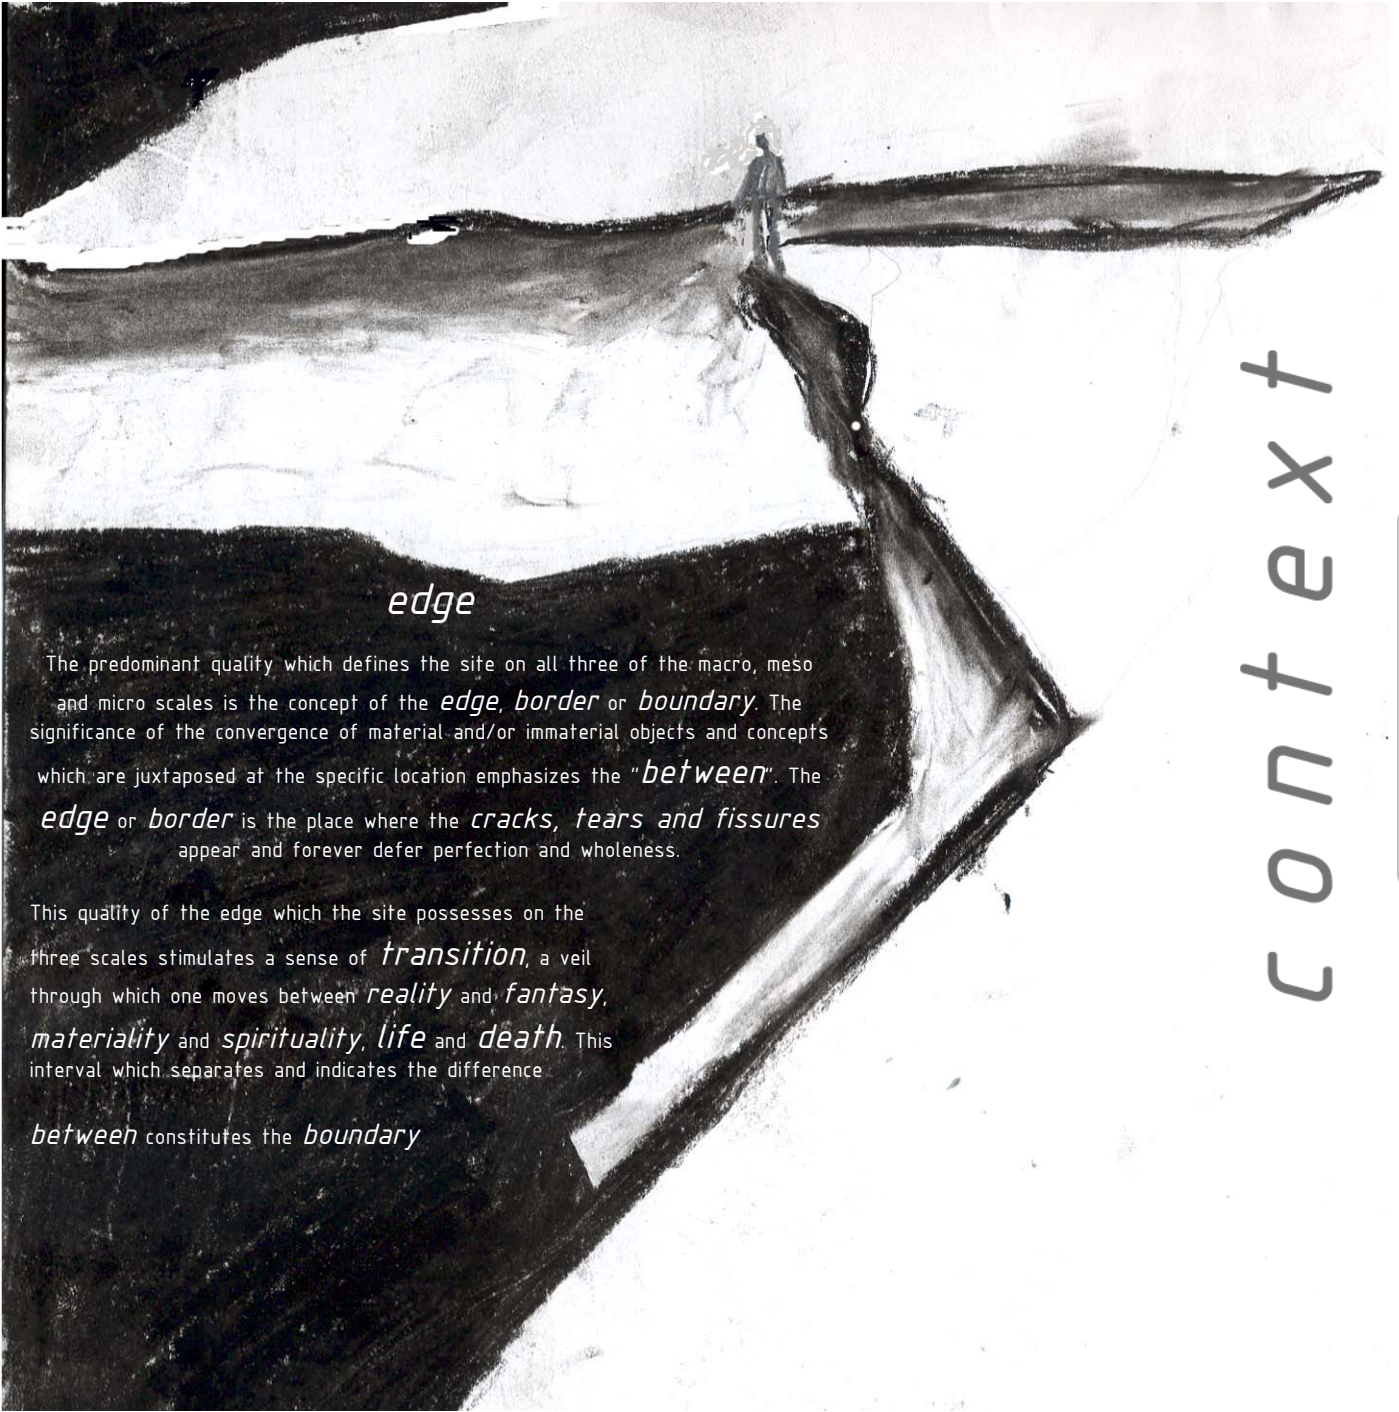 edge
The predominant quality which defines the site on all three of the macro, meso
and micro scales is the concept of the edge, border or boundary. The
significance of the convergence of material and/or immaterial objects and concepts
which are juxtaposed at the specific location emphasizes the "between". The
edge or border is the place where the cracks, tears and fissures
appear and forever defer perfection and wholeness.
This quality of the edge which the site possesses on the
three scales stimulates a sense of transition, a veil
through which one moves between reality and fantasy,
materiality and spirituality, life and death. This
interval which separates and indicates the difference
between constitutes the boundary
context